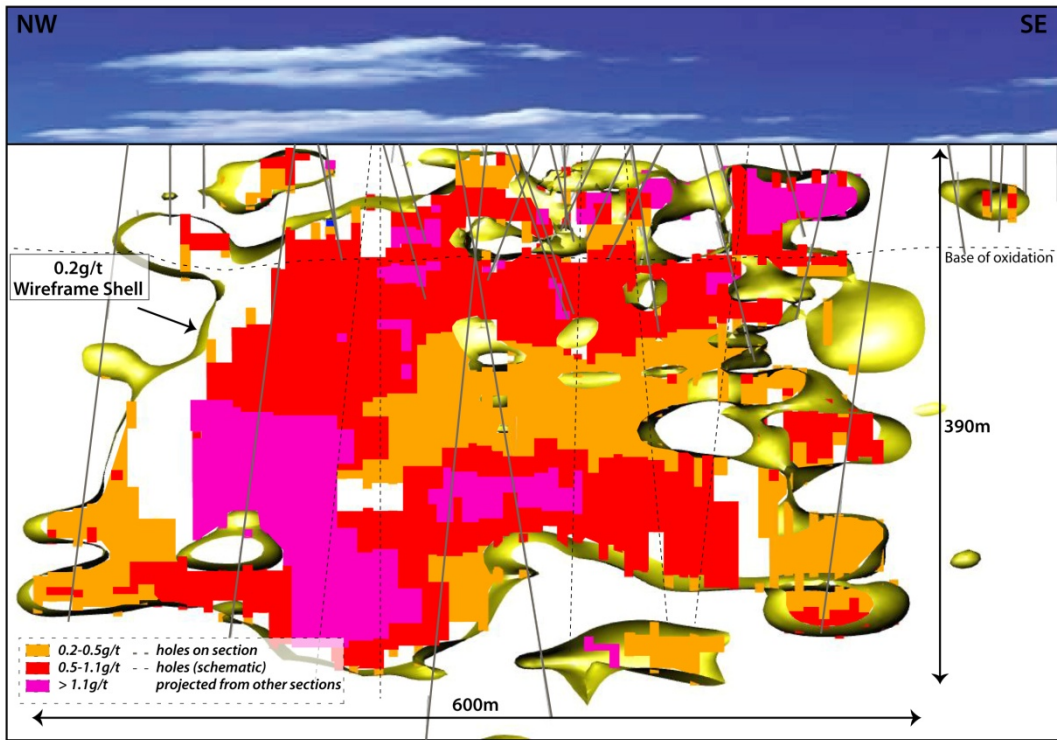 NW
SE
0.2g/t
Wireframe Shell
Base of oxidation
390m
0.2-0.5g/t
holes on section
0.5-1.1g/t
holes (schematic)
> 1.1g/t
projected from other sections
600m